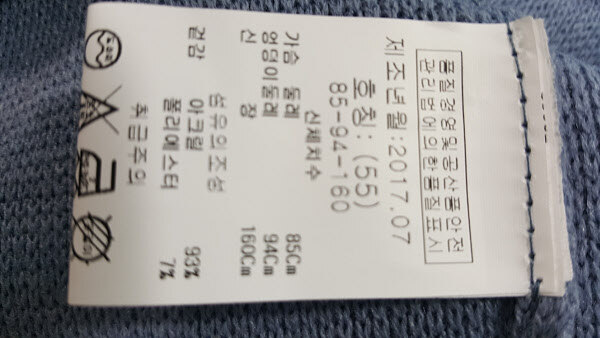 품질경영및공산품안전
관리법에의한품질표시
제조년월:2017.07
호칭: (55)
85-94-160
신체치수
가슴 둘레 85Cm
엉덩이둘레 94Cm
신 장 160Cm
섬유의조성
겉감 아크릴 93%
폴리에스터 7%
취급주의